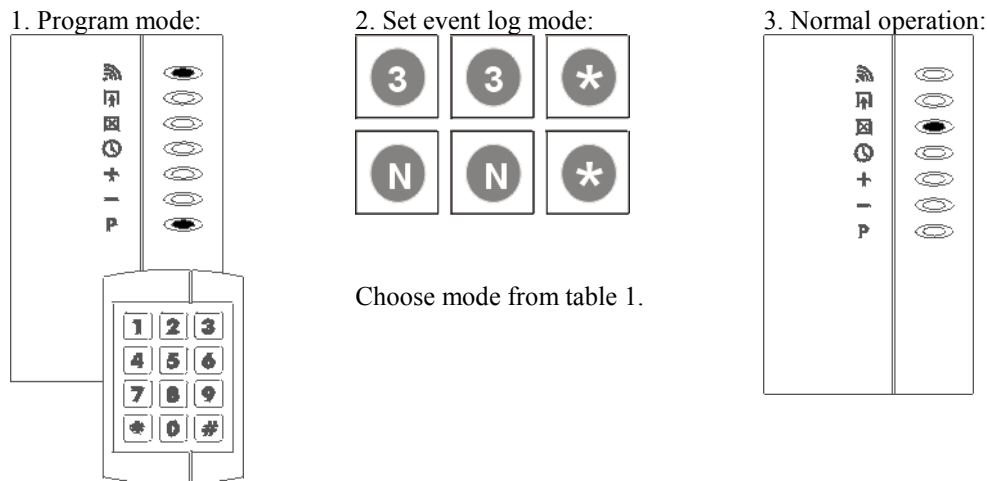 1. Program mode:
2. Set event log mode:
3. Normal operation:
3 3 *
N N *
Choose mode from table 1.
P
P
1 2 3
4 5 6
7 8 9
* 0 #